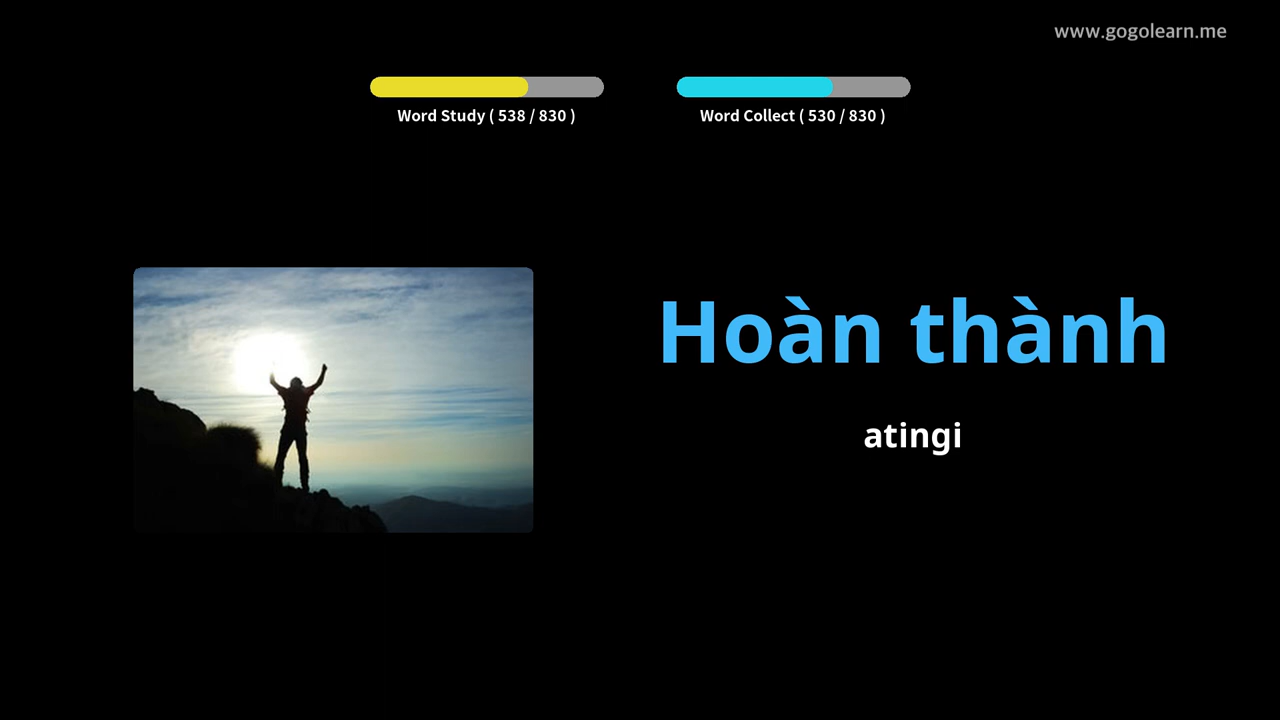 www.gogolearn.me
Word Study ( 538 / 830 )
Word Collect ( 530 / 830 )
Hoàn thành
atingi